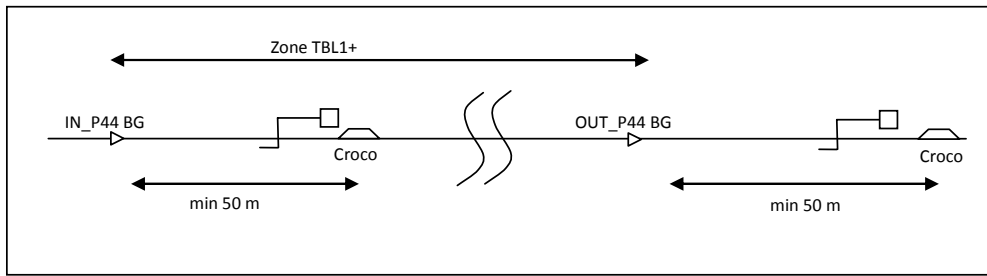 Zone TBL1+
IN_P44 BG
OUT_P44 BG
Croco
Croco
min 50 m
min 50 m